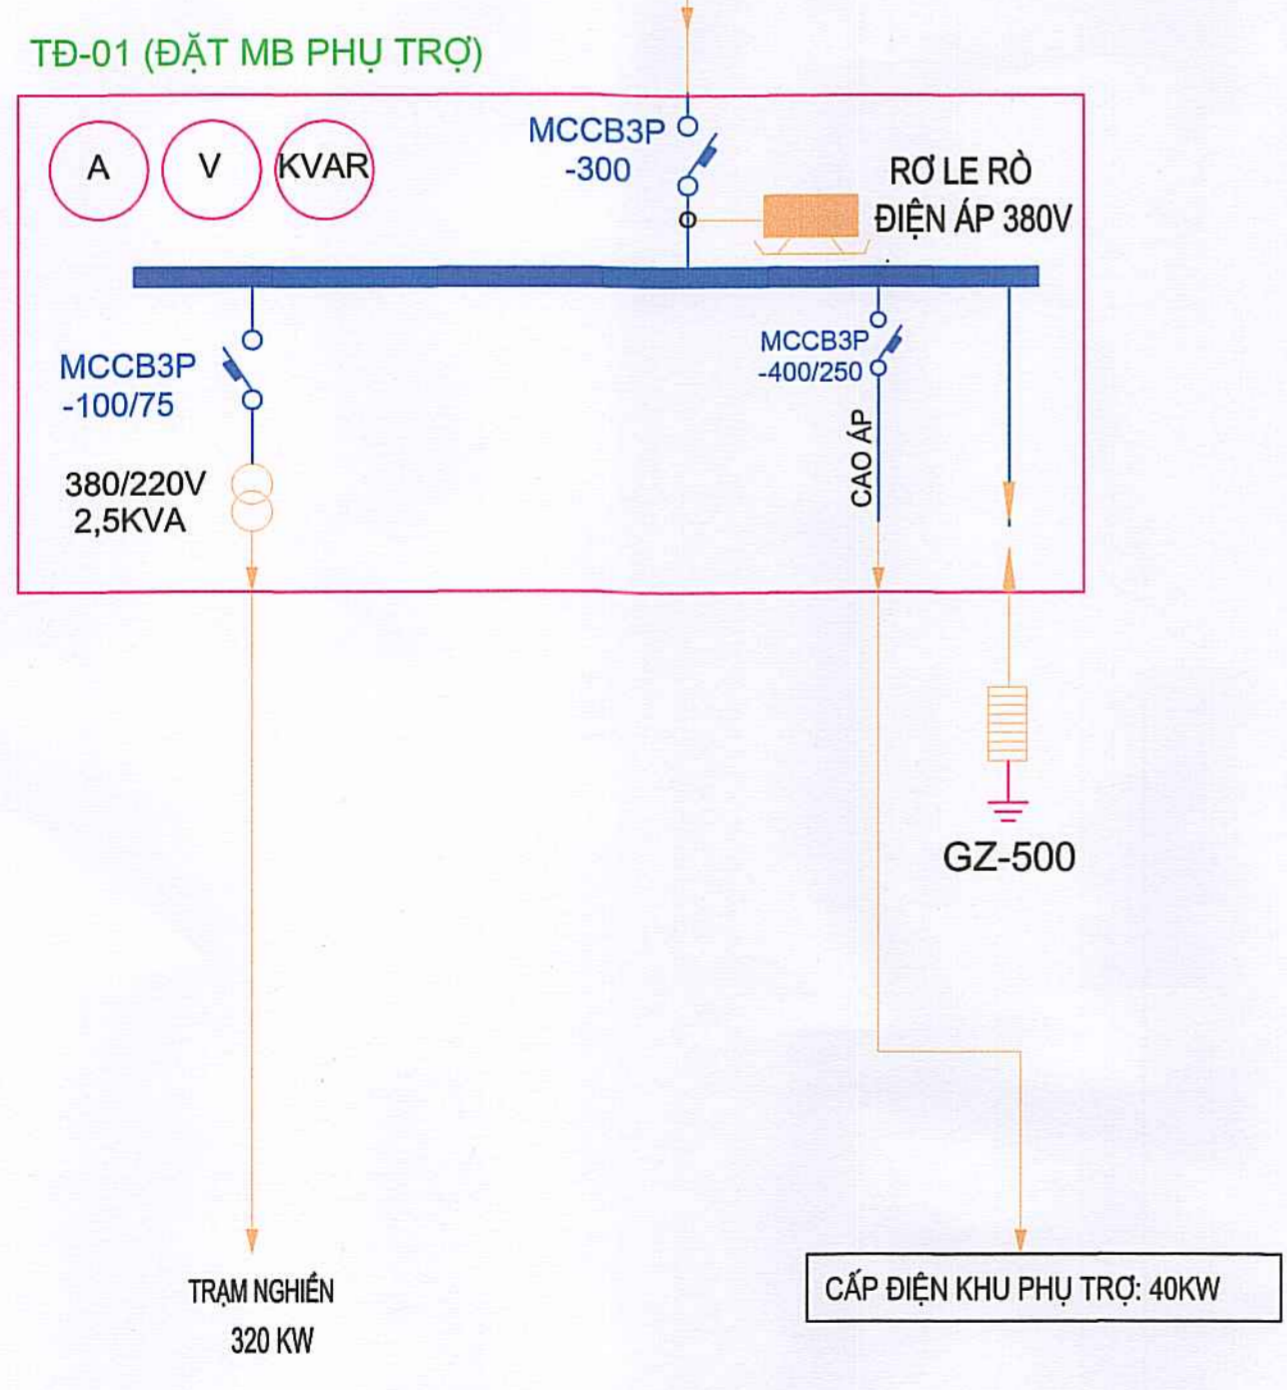 TĐ-01 (ĐẶT MB PHỤ TRỢ)
A
V
KVAR
MCCB3P
-300
RƠ LE RÒ
ĐIỆN ÁP 380V
MCCB3P
-100/75
MCCB3P
-400/250
380/220V
2,5KVA
CAO ÁP
GZ-500
TRẠM NGHIỀN
320 KW
CẤP ĐIỆN KHU PHỤ TRỢ: 40KW